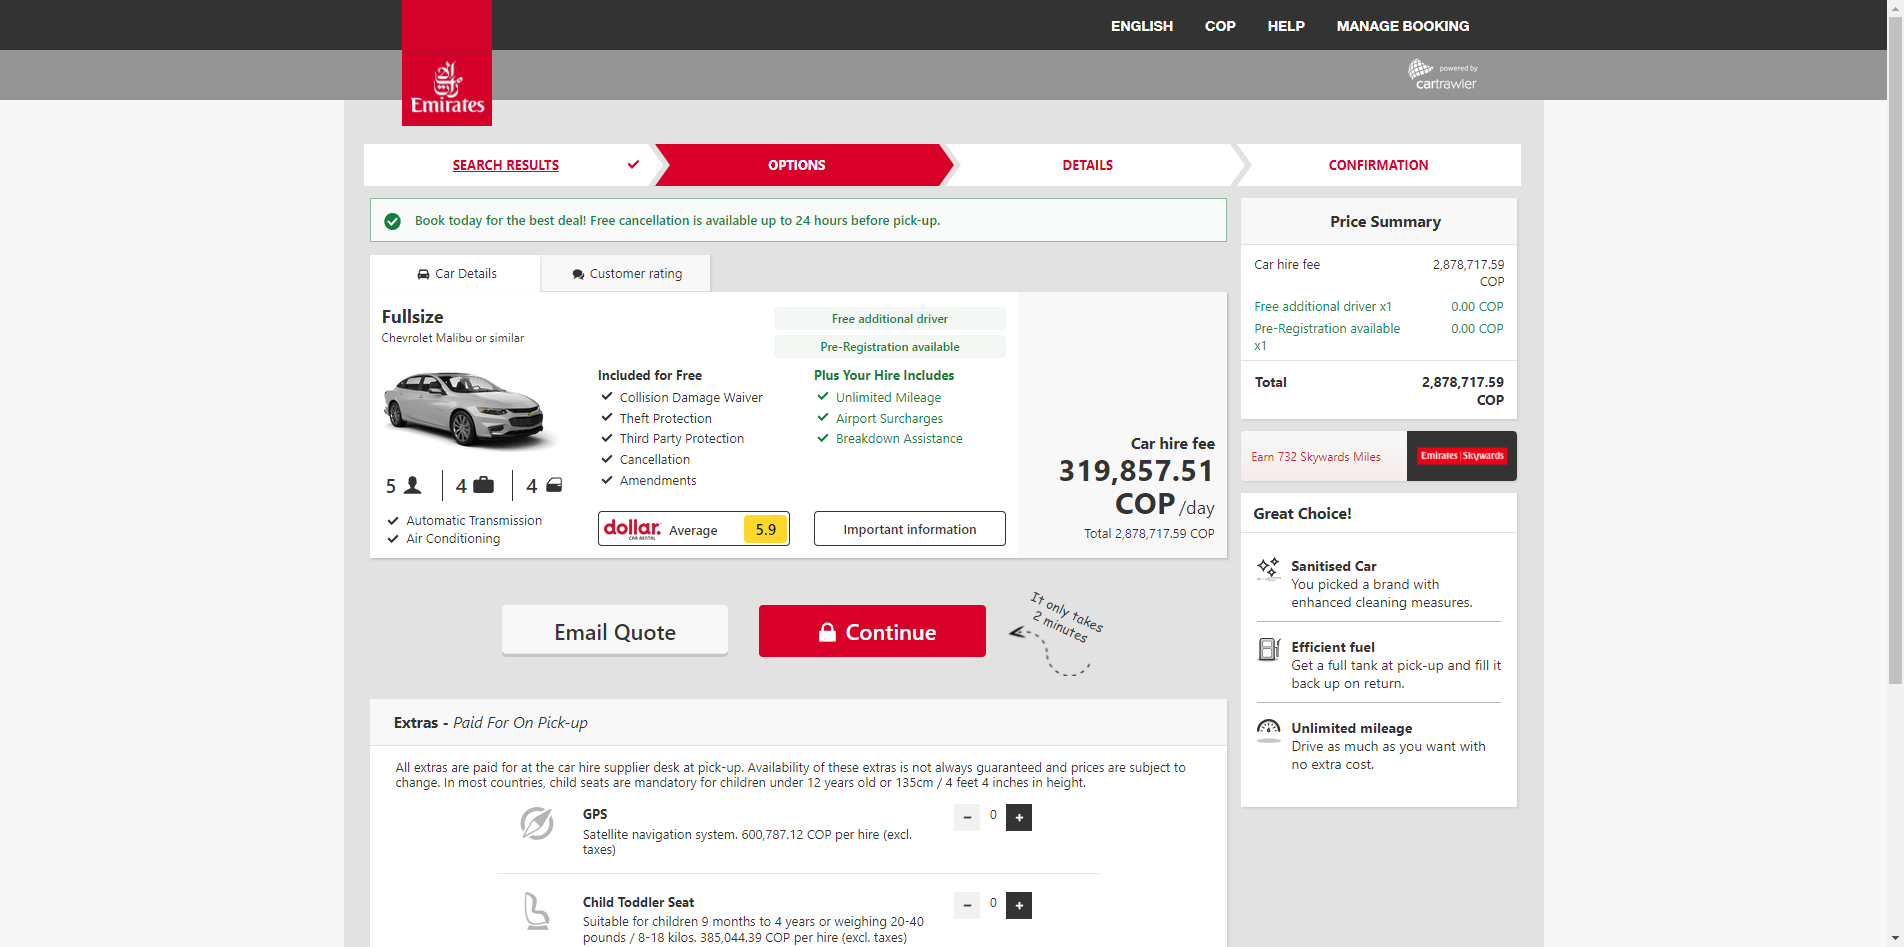 ENGLISH COP HELP MANAGE BOOKING
Emirates
powered by
cartrawler
SEARCH RESULTS
OPTIONS
DETAILS
CONFIRMATION
Book today for the best deal! Free cancellation is available up to 24 hours before pick-up.
Car Details
Customer rating
Fullsize
Chevrolet Malibu or similar
5
4
4
Automatic Transmission
Air Conditioning
Included for Free
Collision Damage Waiver
Theft Protection
Third Party Protection
Cancellation
Amendments
dollar.
CAR RENTAL
Average
5.9
Free additional driver
Pre-Registration available
Plus Your Hire Includes
Unlimited Mileage
Airport Surcharges
Breakdown Assistance
Important information
Car hire fee
319,857.51
COP /day
Total 2,878,717.59 COP
Email Quote
Continue
It only takes
2 minutes
Extras - Paid For On Pick-up
All extras are paid for at the car hire supplier desk at pick-up. Availability of these extras is not always guaranteed and prices are subject to
change. In most countries, child seats are mandatory for children under 12 years old or 135cm / 4 feet 4 inches in height.
GPS
Satellite navigation system. 600,787.12 COP per hire (excl.
taxes)
- 0 +
Child Toddler Seat
Suitable for children 9 months to 4 years or weighing 20-40
pounds / 8-18 kilos. 385,044.39 COP per hire (excl. taxes)
- 0 +
Price Summary
Car hire fee 2,878,717.59
COP
Free additional driver x1 0.00 COP
Pre-Registration available 0.00 COP
x1
Total 2,878,717.59
COP
Earn 732 Skywards Miles
Emirates | Skywards
Great Choice!
Sanitised Car
You picked a brand with
enhanced cleaning measures.
Efficient fuel
Get a full tank at pick-up and fill it
back up on return.
Unlimited mileage
Drive as much as you want with
no extra cost.